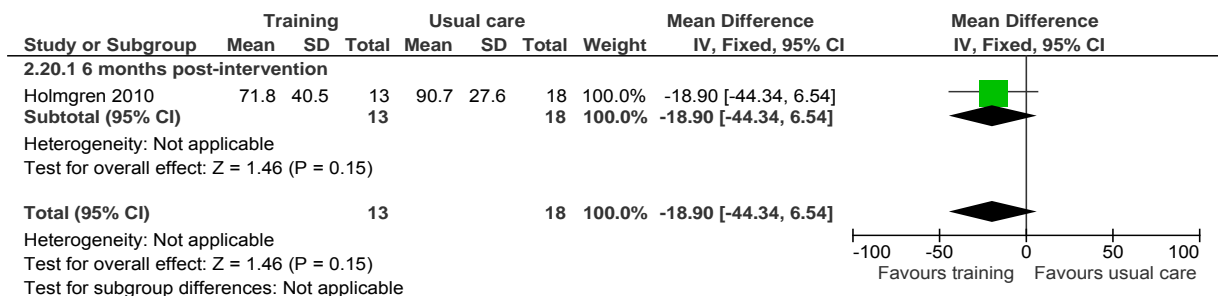 Training Usual care Mean Difference Mean Difference
Study or Subgroup Mean SD Total Mean SD Total Weight IV, Fixed, 95% CI IV, Fixed, 95% CI
2.20.1 6 months post-intervention
Holmgren 2010 71.8 40.5 13 90.7 27.6 18 100.0% -18.90 [-44.34, 6.54]
Subtotal (95% CI) 13 18 100.0% -18.90 [-44.34, 6.54]
Heterogeneity: Not applicable
Test for overall effect: Z = 1.46 (P = 0.15)
Total (95% CI) 13 18 100.0% -18.90 [-44.34, 6.54]
Heterogeneity: Not applicable
Test for overall effect: Z = 1.46 (P = 0.15)
Test for subgroup differences: Not applicable
-100 -50 0 50 100
Favours training Favours usual care